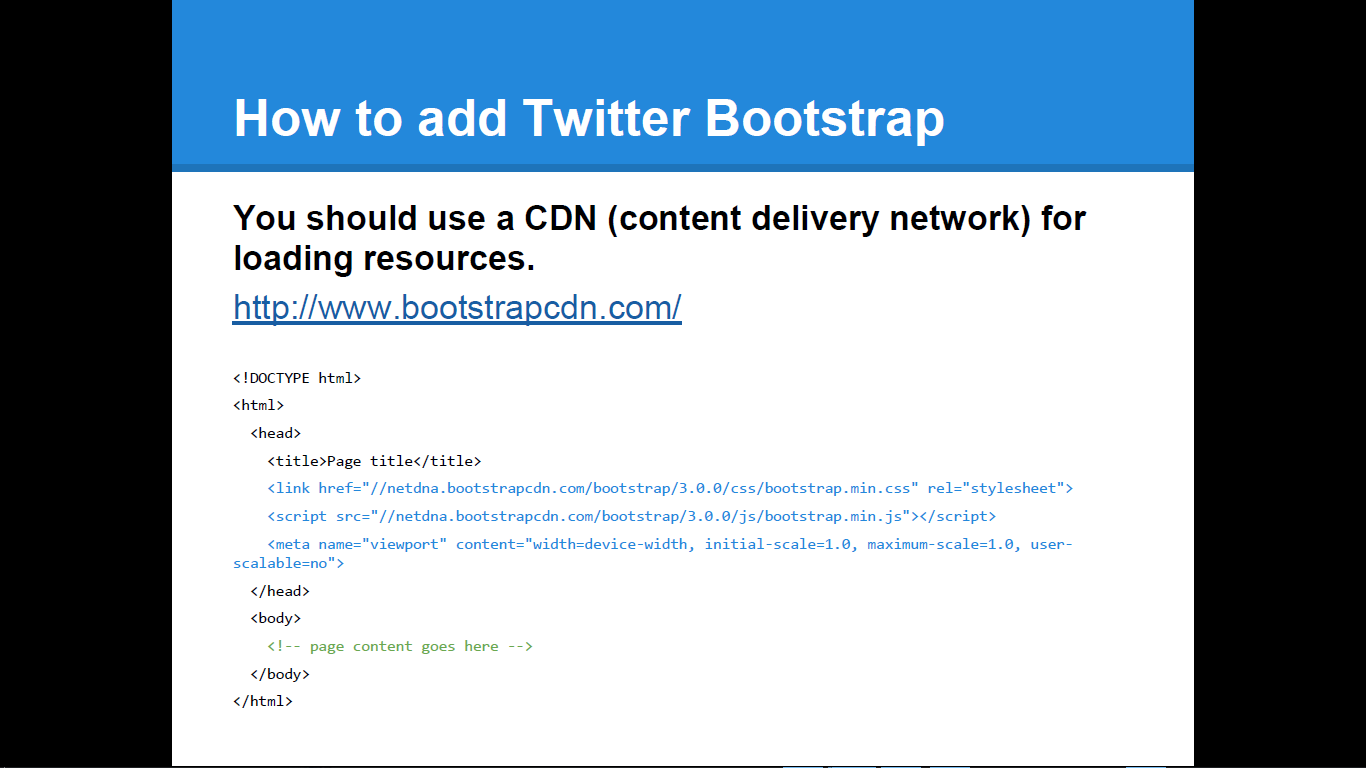 How to add Twitter Bootstrap
You should use a CDN (content delivery network) for
loading resources.
http://www.bootstrapcdn.com/
<!DOCTYPE html>
<html>
  <head>
    <title>Page title</title>
    <link href="//netdna.bootstrapcdn.com/bootstrap/3.0.0/css/bootstrap.min.css" rel="stylesheet">
    <script src="//netdna.bootstrapcdn.com/bootstrap/3.0.0/js/bootstrap.min.js"></script>
    <meta name="viewport" content="width=device-width, initial-scale=1.0, maximum-scale=1.0, user-
scalable=no">
  </head>
  <body>
    <!-- page content goes here -->
  </body>
</html>